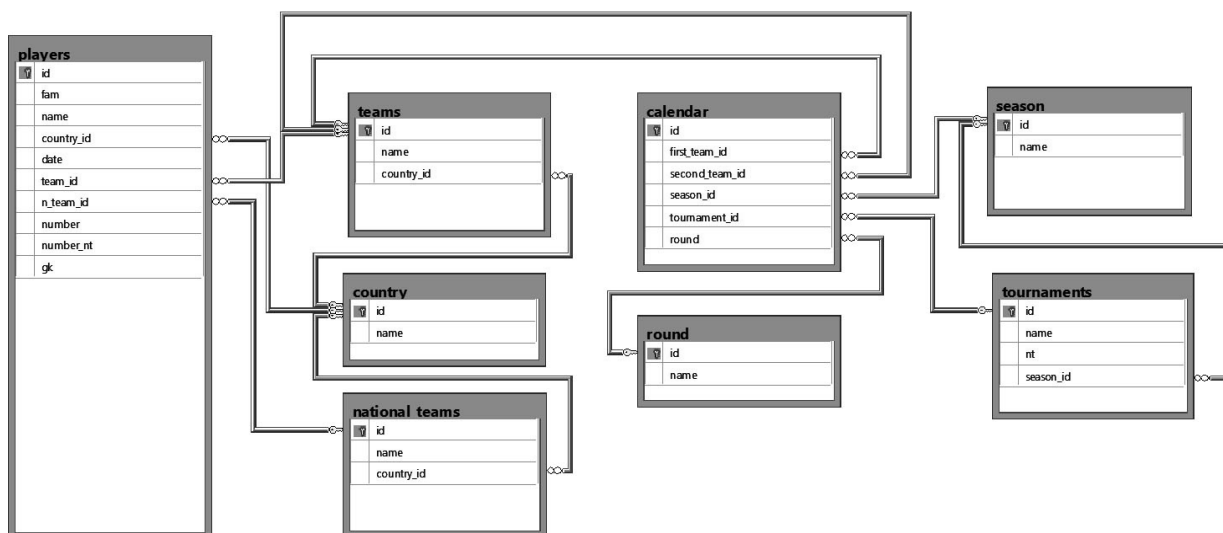 players
id
fam
name
country_id
date
team_id
n_team_id
number
number_nt
gk
teams
id
name
country_id
country
id
name
national_teams
id
name
country_id
calendar
id
first_team_id
second_team_id
season_id
tournament_id
round
round
id
name
season
id
name
tournaments
id
name
nt
season_id